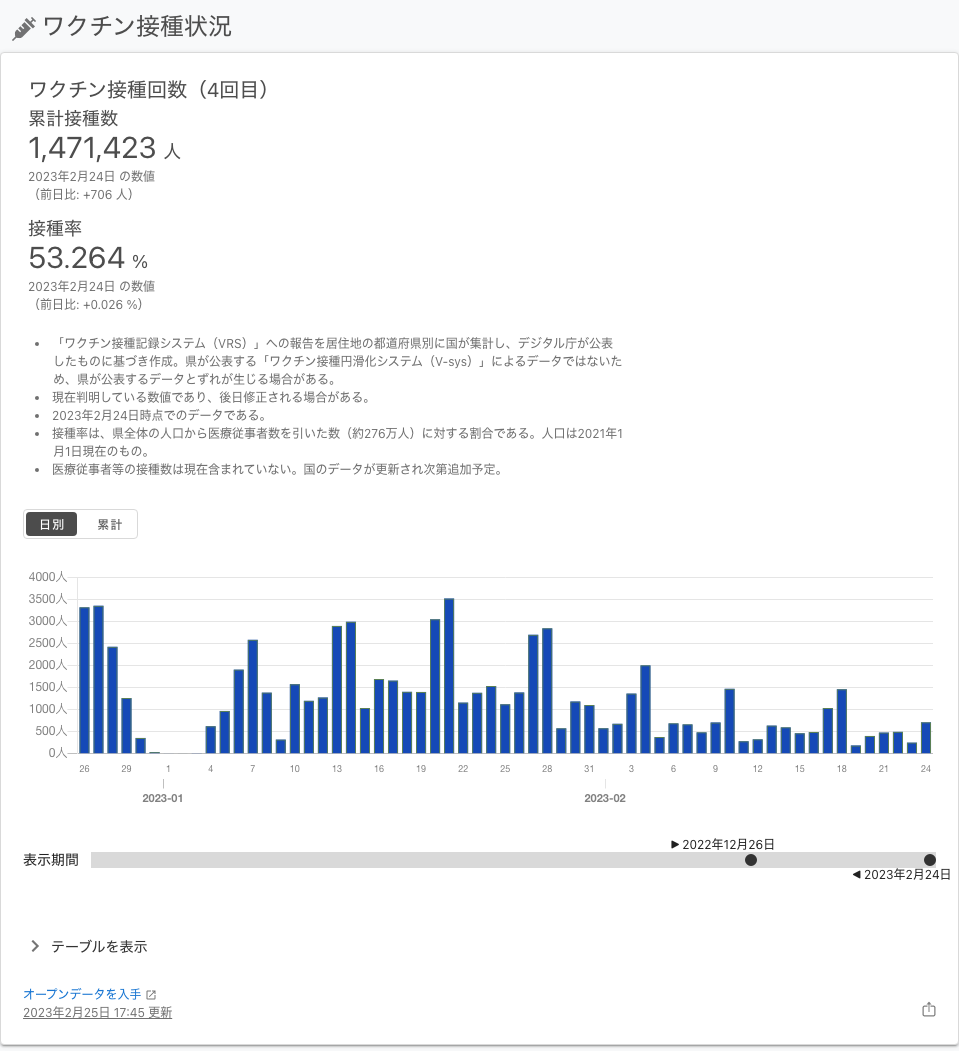 ワクチン接種状況
ワクチン接種回数（4回目）
累計接種数
1,471,423 人
2023年2月24日 の数値
（前日比: +706 人）
接種率
53.264 %
2023年2月24日 の数値
（前日比: +0.026 %）
• 「ワクチン接種記録システム（VRS）」への報告を居住地の都道府県別に国が集計し、デジタル庁が公表
したものに基づき作成。県が公表する「ワクチン接種円滑化システム（V-sys）」によるデータではないた
め、県が公表するデータとずれが生じる場合がある。
• 現在判明している数値であり、後日修正される場合がある。
• 2023年2月24日時点でのデータである。
• 接種率は、県全体の人口から医療従事者数を引いた数（約276万人）に対する割合である。人口は2021年1
月1日現在のもの。
• 医療従事者等の接種数は現在含まれていない。国のデータが更新され次第追加予定。
日別 累計
4000人
3500人
3000人
2500人
2000人
1500人
1000人
500人
0人
26 29 1 4 7 10 13 16 19 22 25 28 31 3 6 9 12 15 18 21 24
2023-01 2023-02
▶ 2022年12月26日
表示期間
◀ 2023年2月24日
テーブルを表示
オープンデータを入手
2023年2月25日 17:45 更新